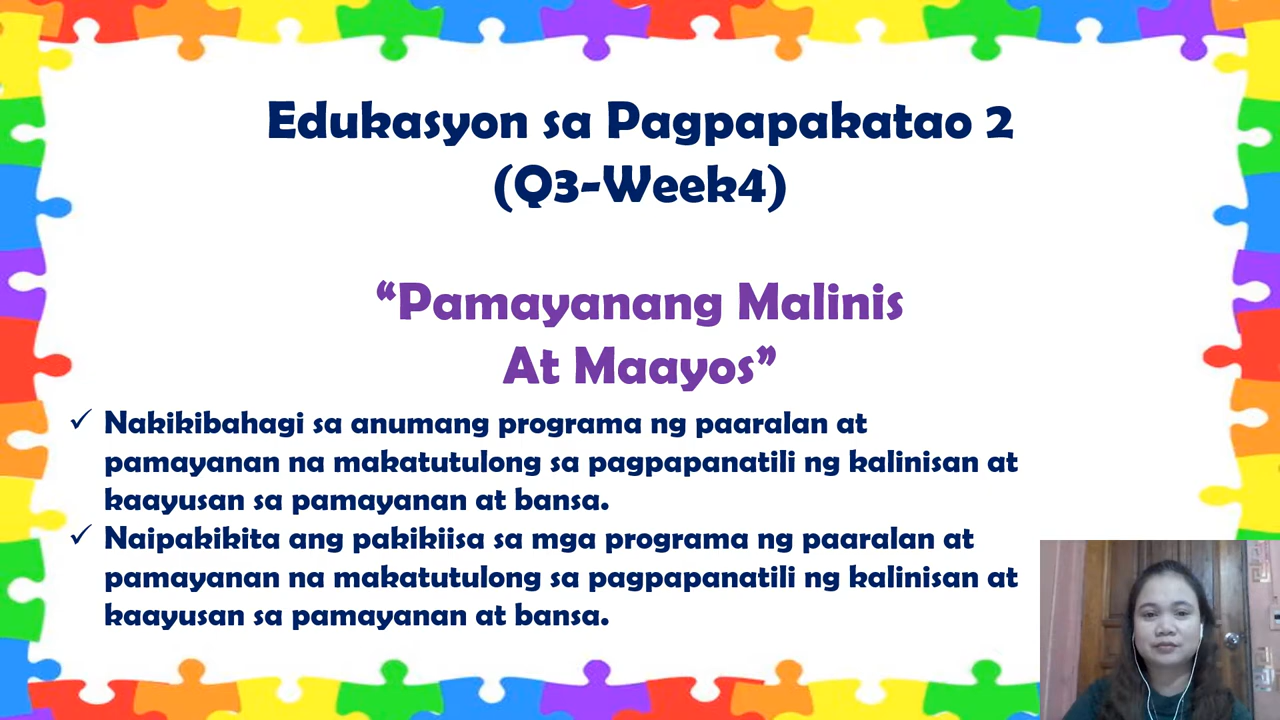 Edukasyon sa Pagpapakatao 2
(Q3-Week4)
“Pamayanang Malinis
At Maayos”
✓ Nakikibahagi sa anumang programa ng paaralan at
pamayanan na makatutulong sa pagpapanatili ng kalinisan at
kaayusan sa pamayanan at bansa.
✓ Naipakikita ang pakikiisa sa mga programa ng paaralan at
pamayanan na makatutulong sa pagpapanatili ng kalinisan at
kaayusan sa pamayanan at bansa.